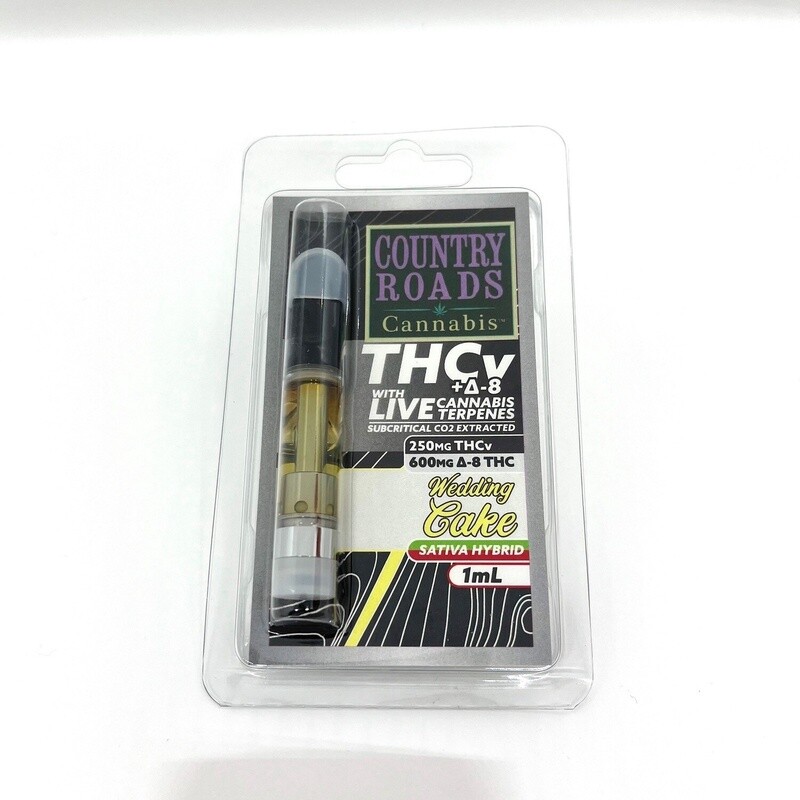 COUNTRY
ROADS
Cannabis™
THCv
+Δ-8
WITH
LIVE CANNABIS
TERPENES
SUBCRITICAL CO2 EXTRACTED
250MG THCv
600MG Δ-8 THC
Wedding
Cake
SATIVA HYBRID
1mL